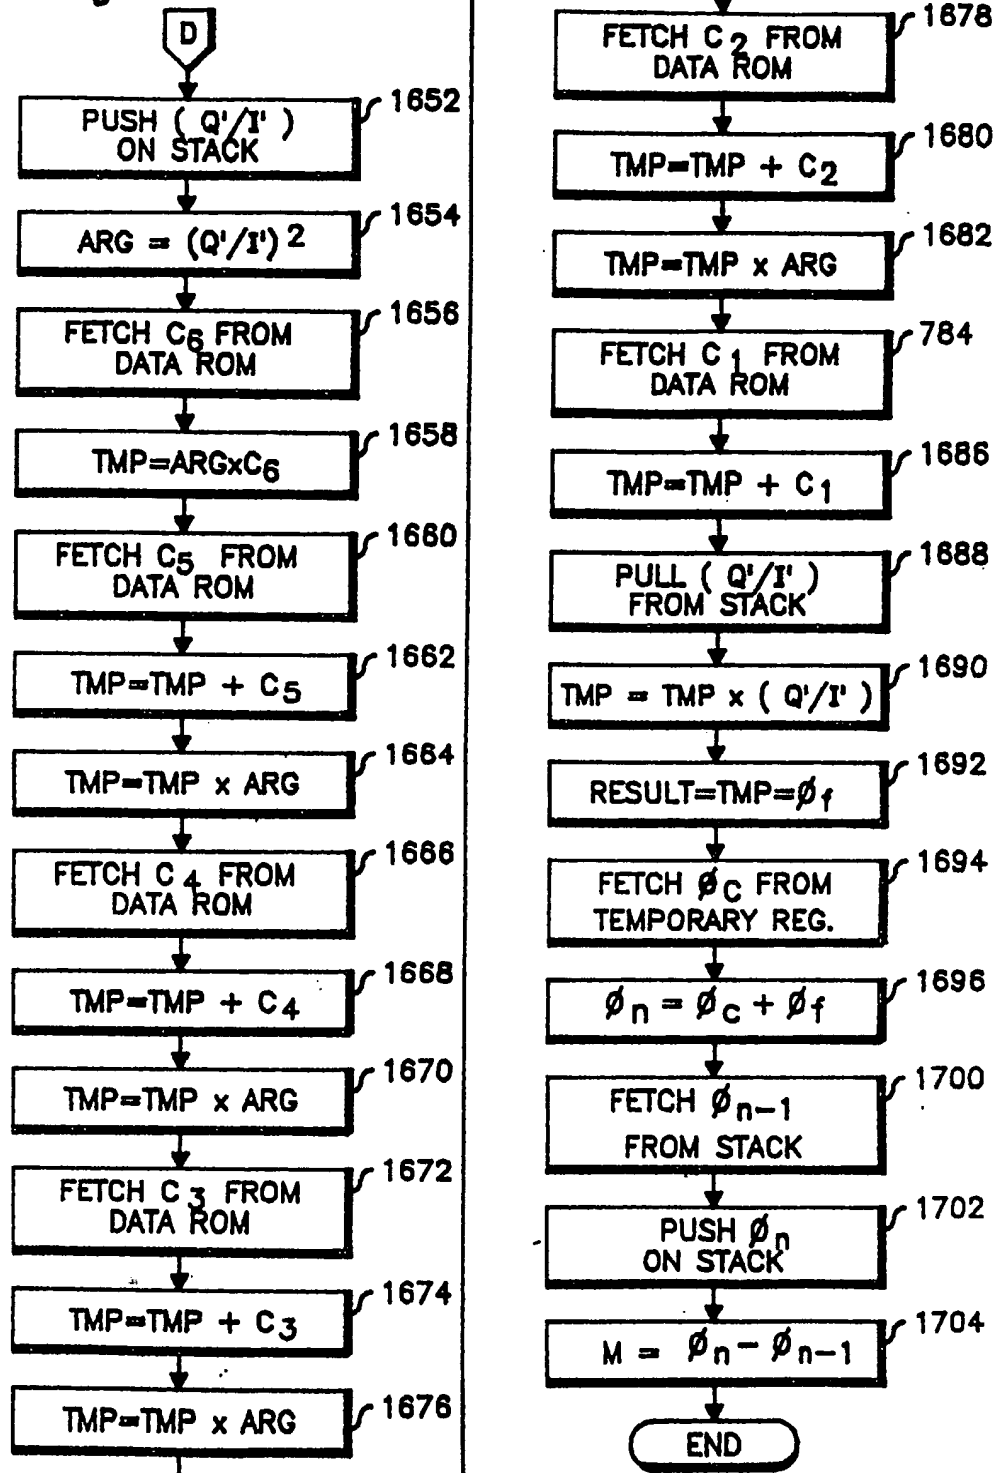 D
PUSH ( Q'/I' )
ON STACK
1652
ARG = (Q'/I')2
1654
FETCH C6 FROM
DATA ROM
1656
TMP=ARGxC6
1658
FETCH C5 FROM
DATA ROM
1680
TMP=TMP + C5
1662
TMP=TMP x ARG
1664
FETCH C4 FROM
DATA ROM
1666
TMP=TMP + C4
1668
TMP=TMP x ARG
1670
FETCH C3 FROM
DATA ROM
1672
TMP=TMP + C3
1674
TMP=TMP x ARG
1676
FETCH C2 FROM
DATA ROM
1678
TMP=TMP + C2
1680
TMP=TMP x ARG
1682
FETCH C1 FROM
DATA ROM
784
TMP=TMP + C1
1686
PULL ( Q'/I' )
FROM STACK
1688
TMP = TMP x ( Q'/I' )
1690
RESULT=TMP=Øf
1692
FETCH ØC FROM
TEMPORARY REG.
1694
Øn = Øc + Øf
1696
FETCH Øn-1
FROM STACK
1700
PUSH Øn
ON STACK
1702
M = Øn - Øn-1
1704
END